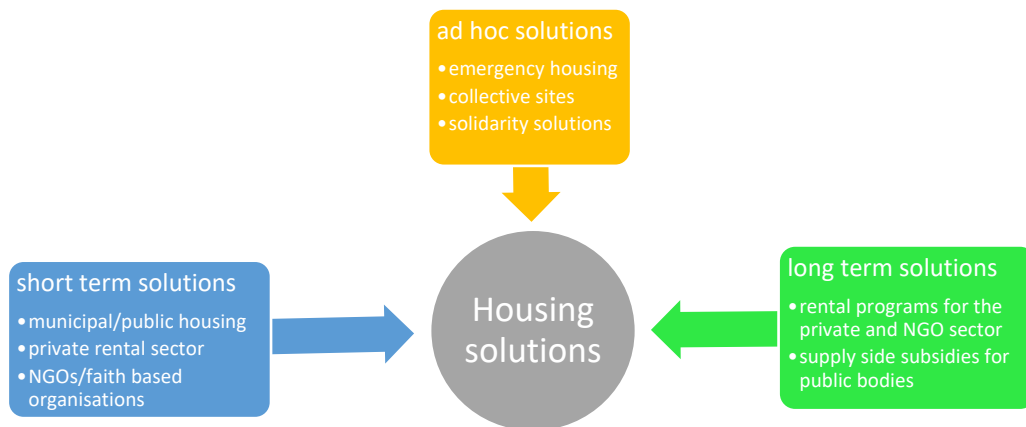 ad hoc solutions
•emergency housing
•collective sites
•solidarity solutions
short term solutions
•municipal/public housing
•private rental sector
•NGOs/faith based
organisations
Housing
solutions
long term solutions
•rental programs for the
private and NGO sector
•supply side subsidies for
public bodies